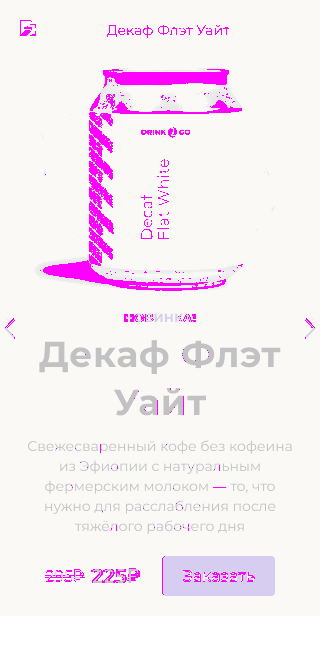 Декаф Флэт Уайт
DRINK GO
Decaf
Flat White
НОВИНКА!
Декаф Флэт
Уайт
Свежесваренный кофе без кофеина
из Эфиопии с натуральным
фермерским молоком — то, что
нужно для расслабления после
тяжёлого рабочего дня
225₽
Заказать